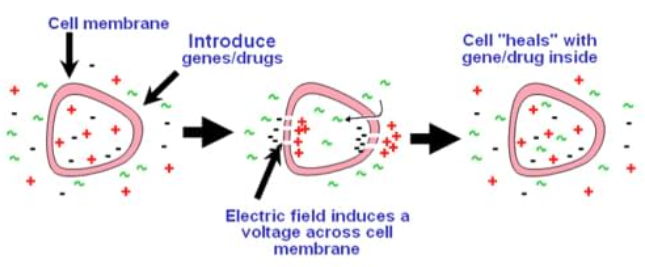 Cell membrane
Introduce
genes/drugs
Cell "heals" with
gene/drug inside
Electric field induces a
voltage across cell
membrane